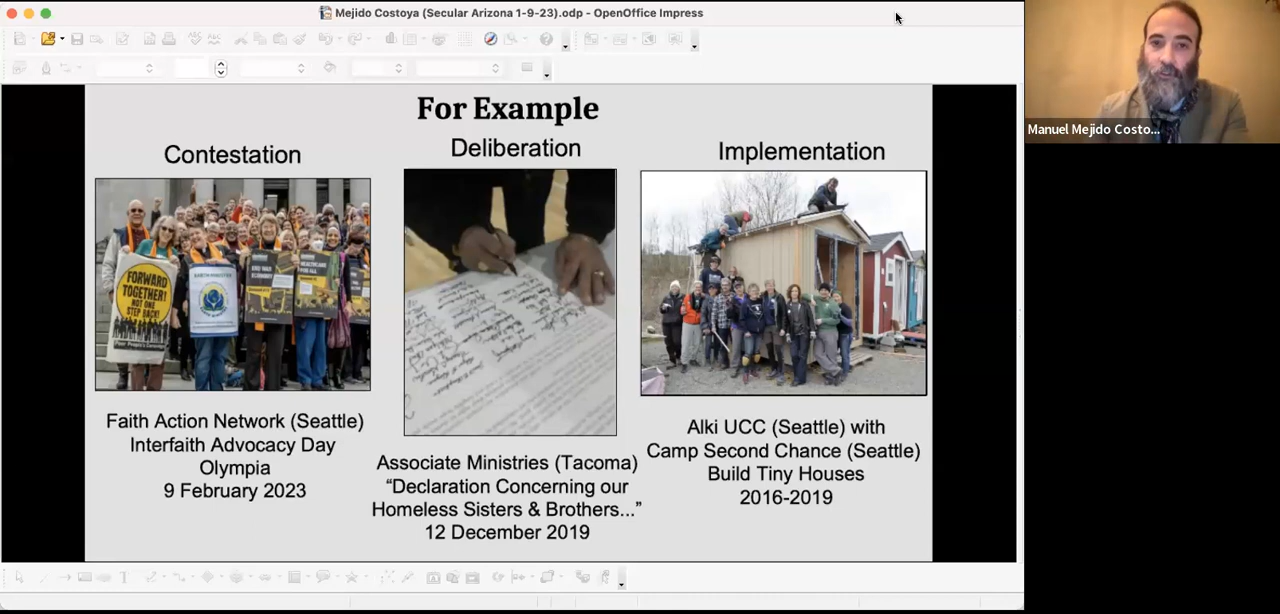 Mejido Costoya (Secular Arizona 1-9-23).odp - OpenOffice Impress
Manuel Mejido Costo...
For Example
Contestation
Deliberation
Implementation
FORWARD
TOGETHER!
NOT ONE
STEP BACK!
Faith Action Network (Seattle)
Interfaith Advocacy Day
Olympia
9 February 2023
Associate Ministries (Tacoma)
“Declaration Concerning our
Homeless Sisters & Brothers...”
12 December 2019
Alki UCC (Seattle) with
Camp Second Chance (Seattle)
Build Tiny Houses
2016-2019